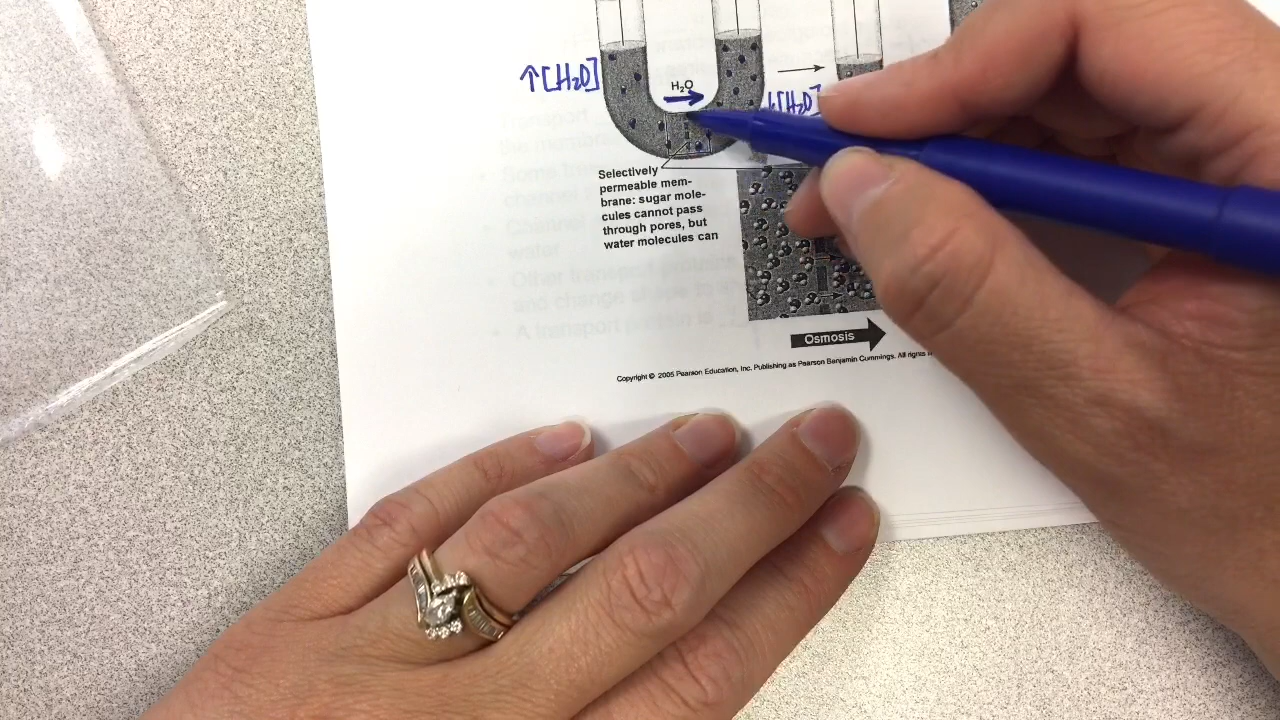 ↑[H₂O]
H₂O
↓[H₂O]
Selectively
permeable mem-
brane: sugar mole-
cules cannot pass
through pores, but
water molecules can
Osmosis
Copyright © 2005 Pearson Education, Inc. Publishing as Pearson Benjamin Cummings. All rights